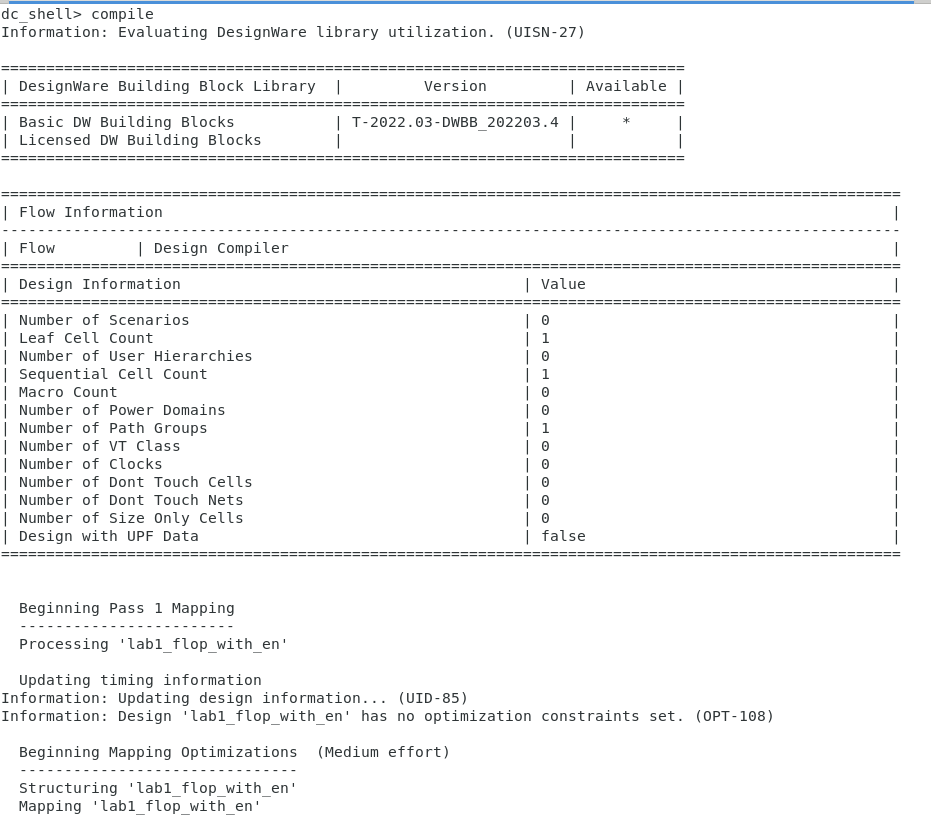 dc_shell> compile
Information: Evaluating DesignWare library utilization. (UISN-27)
============================================================================
| DesignWare Building Block Library  |         Version         | Available |
============================================================================
| Basic DW Building Blocks           | T-2022.03-DWBB_202203.4 |     *     |
| Licensed DW Building Blocks        |                         |           |
============================================================================
====================================================================================================
| Flow Information                                                                                 |
----------------------------------------------------------------------------------------------------
| Flow         | Design Compiler                                                                   |
====================================================================================================
| Design Information                                      | Value                                  |
====================================================================================================
| Number of Scenarios                                     | 0                                      |
| Leaf Cell Count                                         | 1                                      |
| Number of User Hierarchies                              | 0                                      |
| Sequential Cell Count                                   | 1                                      |
| Macro Count                                             | 0                                      |
| Number of Power Domains                                 | 0                                      |
| Number of Path Groups                                   | 1                                      |
| Number of VT Class                                      | 0                                      |
| Number of Clocks                                        | 0                                      |
| Number of Dont Touch Cells                              | 0                                      |
| Number of Dont Touch Nets                               | 0                                      |
| Number of Size Only Cells                               | 0                                      |
| Design with UPF Data                                    | false                                  |
====================================================================================================
  Beginning Pass 1 Mapping
  ------------------------
  Processing 'lab1_flop_with_en'
  Updating timing information
Information: Updating design information... (UID-85)
Information: Design 'lab1_flop_with_en' has no optimization constraints set. (OPT-108)
  Beginning Mapping Optimizations  (Medium effort)
  -------------------------------
  Structuring 'lab1_flop_with_en'
  Mapping 'lab1_flop_with_en'